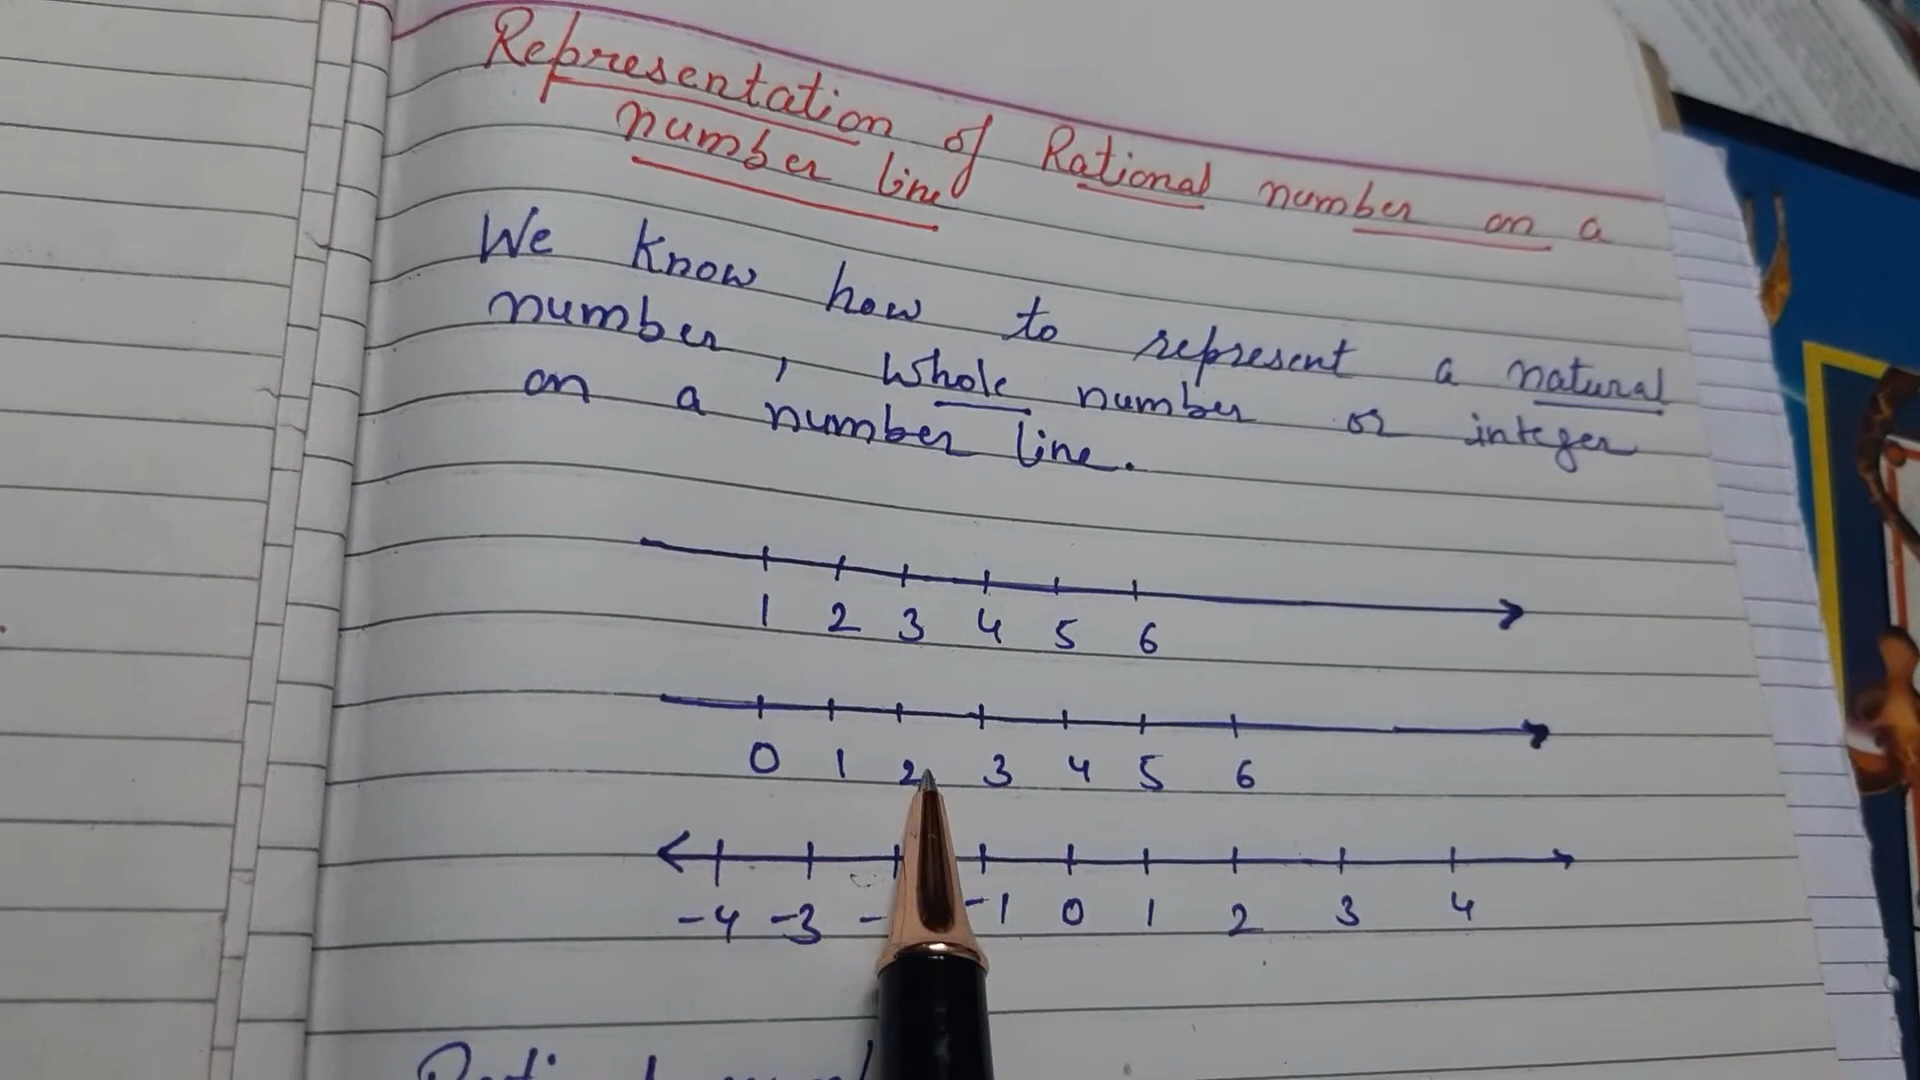 Representation of Rational number on a
number line
We know how to represent a natural
number, whole number or integer
on a number line.
1 2 3 4 5 6
0 1 2 3 4 5 6
-4 -3 - -1 0 1 2 3 4